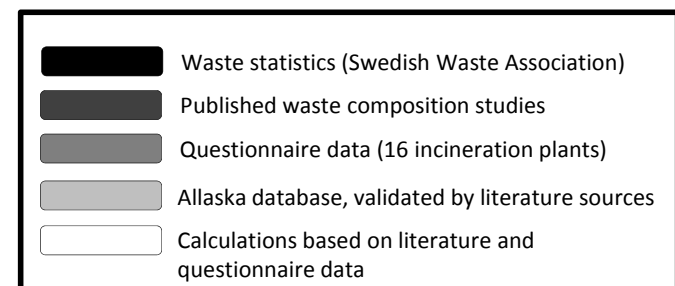 Waste statistics (Swedish Waste Association)
Published waste composition studies
Questionnaire data (16 incineration plants)
Allaska database, validated by literature sources
Calculations based on literature and
questionnaire data